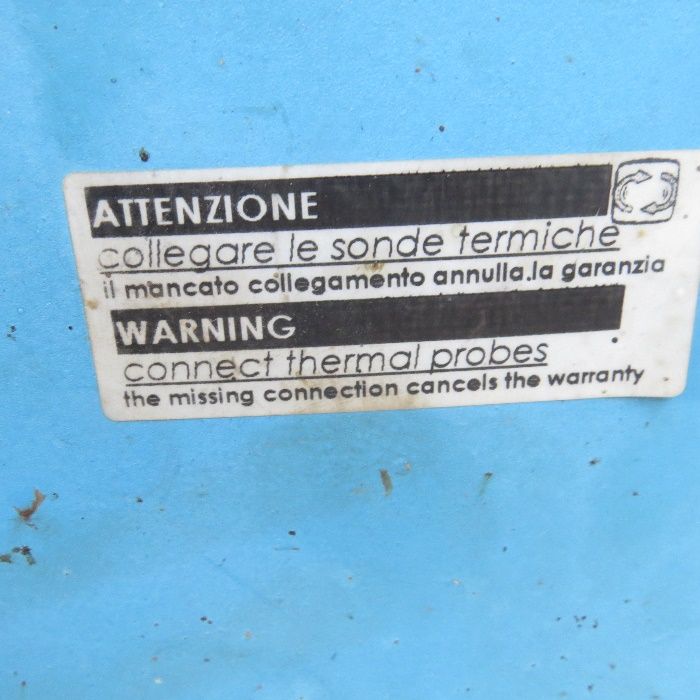 ATTENZIONE
collegare le sonde termiche
il mancato collegamento annulla.la garanzia
WARNING
connect thermal probes
the missing connection cancels the warranty